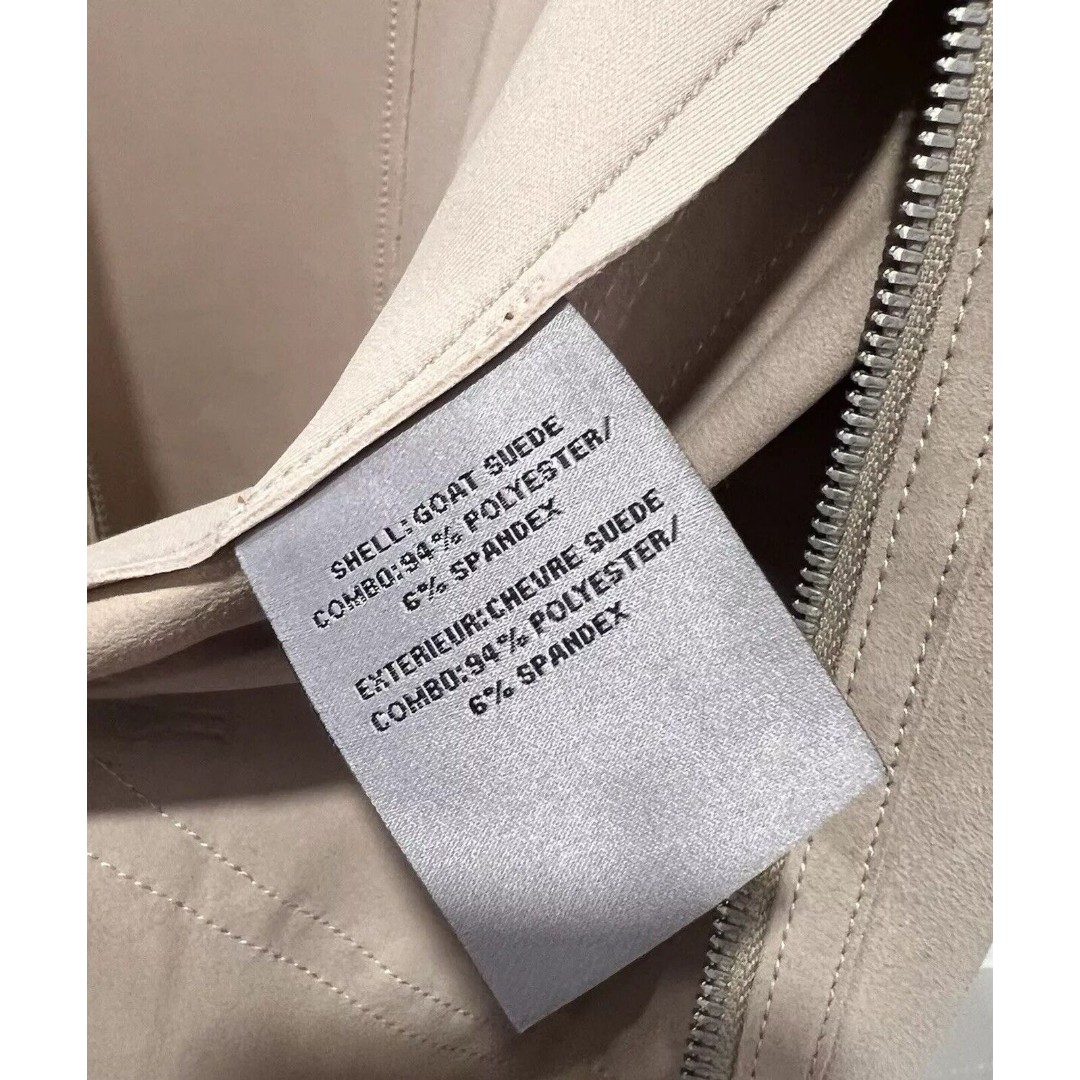 SHELL:GOAT SUEDE
COMBO:94% POLYESTER/
6% SPANDEX
EXTERIEUR:CHEVRE SUEDE
COMBO:94% POLYESTER/
6% SPANDEX